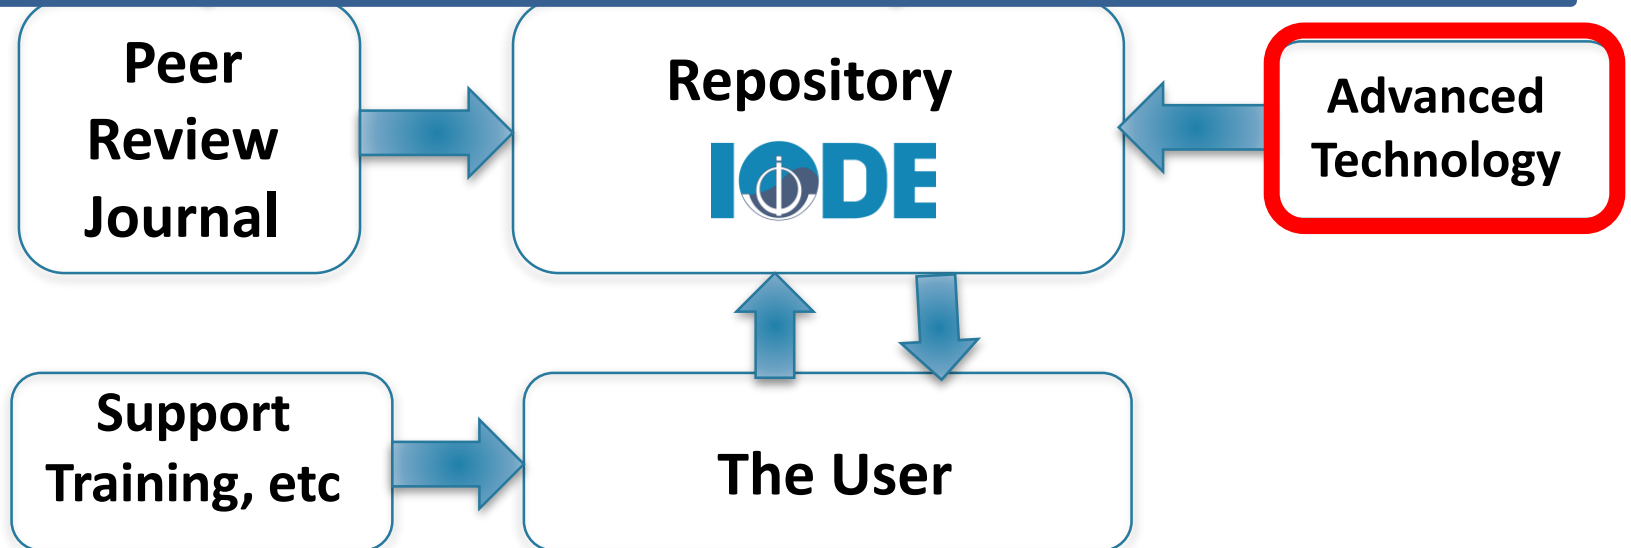 Peer
Review
Journal
Repository
IODE
Advanced
Technology
Support
Training, etc
The User